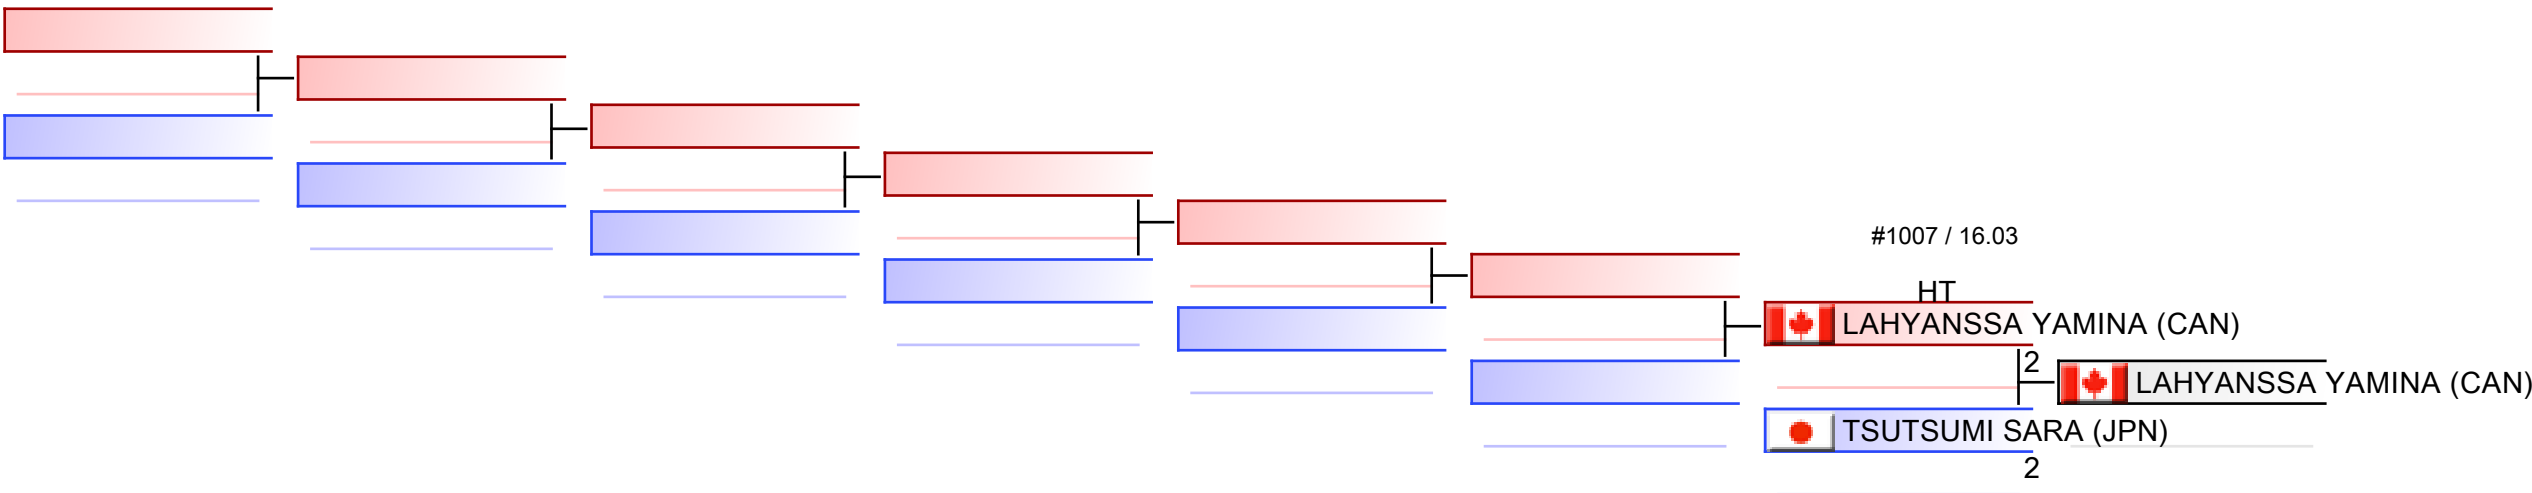 #1007 / 16.03
HT
LAHYANSSA YAMINA (CAN)
2
LAHYANSSA YAMINA (CAN)
TSUTSUMI SARA (JPN)
2